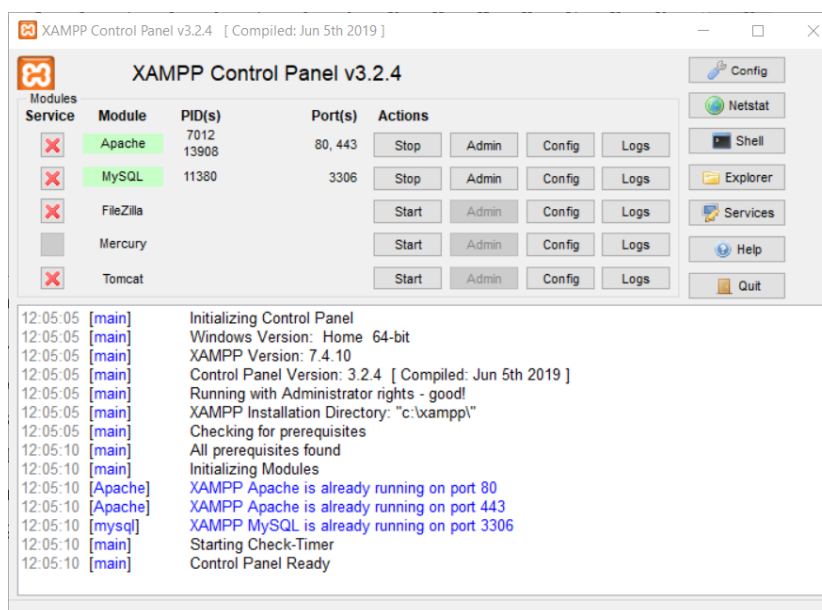 XAMPP Control Panel v3.2.4 [ Compiled: Jun 5th 2019 ]
XAMPP Control Panel v3.2.4
Config
Modules
Service Module PID(s) Port(s) Actions
Netstat
Apache 7012 13908 80, 443 Stop Admin Config Logs
Shell
MySQL 11380 3306 Stop Admin Config Logs
Explorer
FileZilla Start Admin Config Logs
Services
Mercury Start Admin Config Logs
Help
Tomcat Start Admin Config Logs
Quit
12:05:05 [main] Initializing Control Panel
12:05:05 [main] Windows Version: Home 64-bit
12:05:05 [main] XAMPP Version: 7.4.10
12:05:05 [main] Control Panel Version: 3.2.4 [ Compiled: Jun 5th 2019 ]
12:05:05 [main] Running with Administrator rights - good!
12:05:05 [main] XAMPP Installation Directory: "c:\xampp\"
12:05:05 [main] Checking for prerequisites
12:05:10 [main] All prerequisites found
12:05:10 [main] Initializing Modules
12:05:10 [Apache] XAMPP Apache is already running on port 80
12:05:10 [Apache] XAMPP Apache is already running on port 443
12:05:10 [mysql] XAMPP MySQL is already running on port 3306
12:05:10 [main] Starting Check-Timer
12:05:10 [main] Control Panel Ready